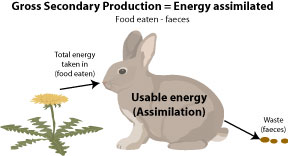 Gross Secondary Production = Energy assimilated
Food eaten - faeces
Total energy
taken in
(food eaten)
Usable energy
(Assimilation)
Waste
(faeces)